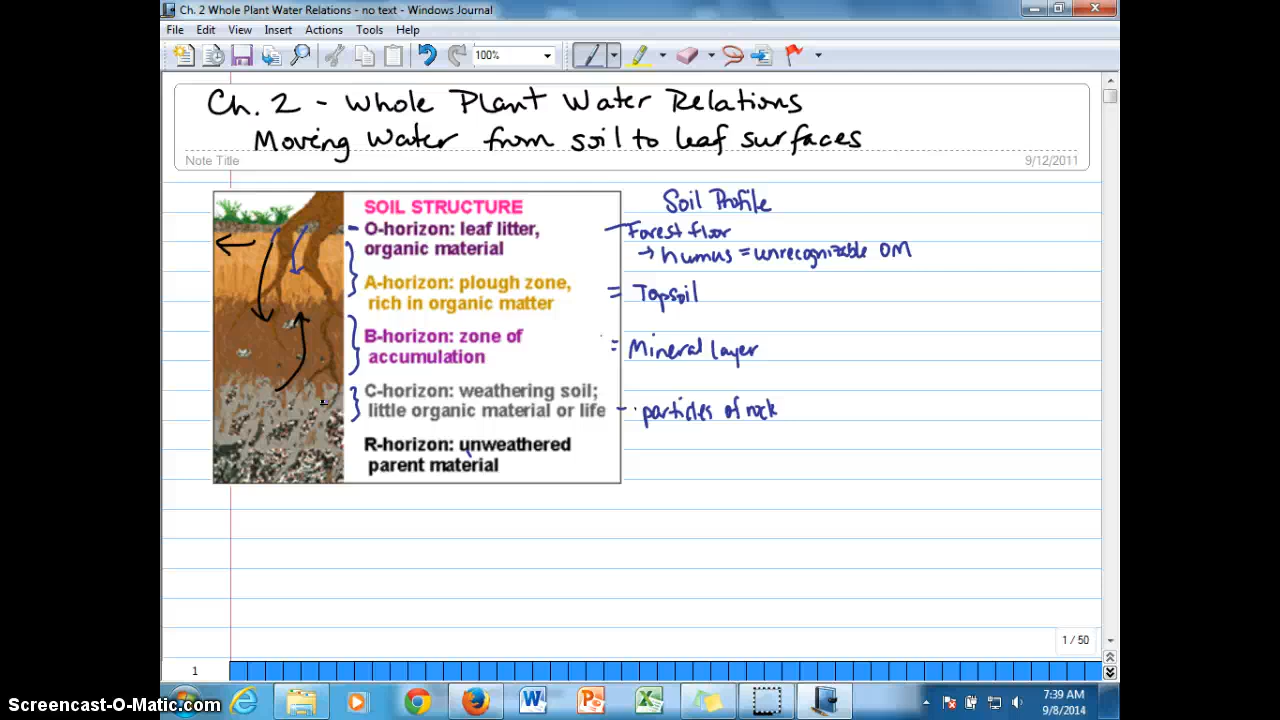 Ch. 2 Whole Plant Water Relations - no text - Windows Journal
File Edit View Insert Actions Tools Help
100%
Ch. 2 - Whole Plant Water Relations
Moving Water from soil to leaf surfaces
Note Title 9/12/2011
Soil Profile
SOIL STRUCTURE
O-horizon: leaf litter,
organic material
Forest floor
→ humus = unrecognizable OM
A-horizon: plough zone,
rich in organic matter
= Topsoil
B-horizon: zone of
accumulation
= Mineral layer
C-horizon: weathering soil;
little organic material or life
- particles of rock
R-horizon: unweathered
parent material
1 / 50
1
7:39 AM
9/8/2014
Screencast-O-Matic.com